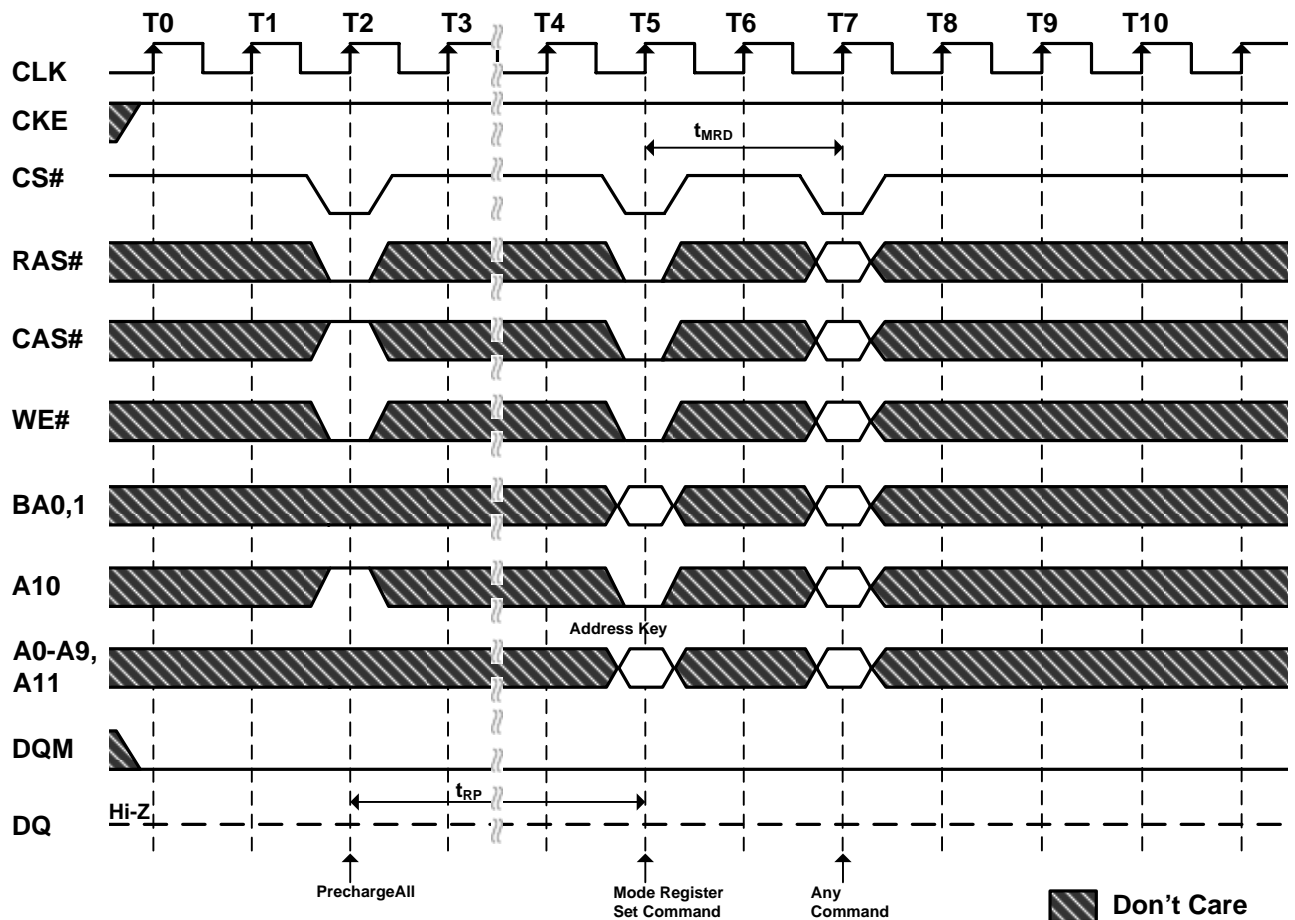 T0 T1 T2 T3 T4 T5 T6 T7 T8 T9 T10
CLK
CKE
tMRD
CS#
RAS#
CAS#
WE#
BA0,1
A10
Address Key
A0-A9,
A11
DQM
tRP
Hi-Z
DQ
PrechargeAll
Mode Register
Set Command
Any
Command
Don't Care